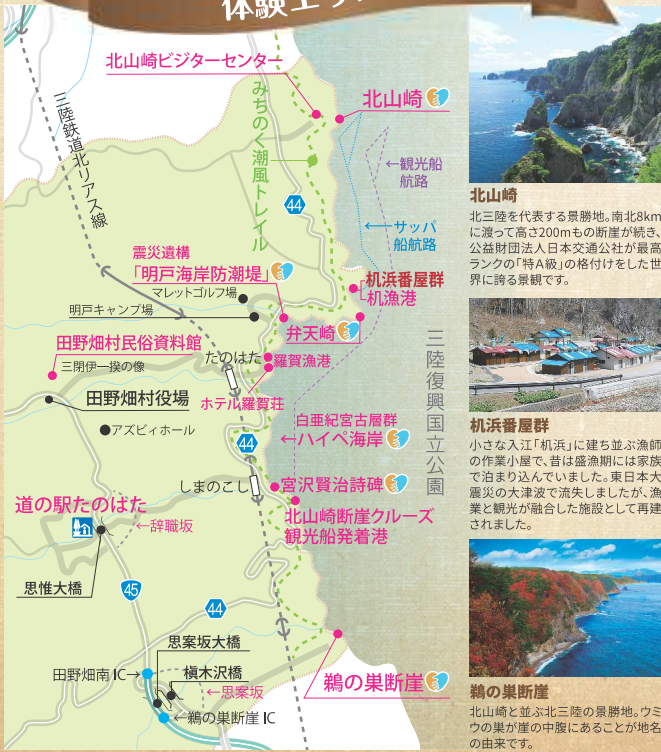 体験エリ
北山崎ビジターセンター
北山崎
三陸鉄道北リアス線
みちのく潮風トレイル
←観光船
航路
44
←サッパ
船航路
震災遺構
「明戸海岸防潮堤」
マレットゴルフ場
明戸キャンプ場
机浜番屋群
机漁港
弁天崎
田野畑村民俗資料館
三閉伊一揆の像
たのはた
羅賀漁港
田野畑村役場
ホテル羅賀荘
三陸復興国立公園
アズビィホール
白亜紀宮古層群
←ハイペ海岸
44
しまのこし
宮沢賢治詩碑
道の駅たのはた
←辞職坂
北山崎断崖クルーズ
観光船発着港
思惟大橋
45
44
思案坂大橋
田野畑南IC→
槇木沢橋
←思案坂
鵜の巣断崖
←鵜の巣断崖IC
北山崎
北三陸を代表する景勝地。南北8km
に渡って高さ200mもの断崖が続き、
公益財団法人日本交通公社が最高
ランクの「特A級」の格付けをした世
界に誇る景観です。
机浜番屋群
小さな入江「机浜」に建ち並ぶ漁師
の作業小屋で、昔は盛漁期には家族
で泊まり込んでいました。東日本大
震災の大津波で流失しましたが、漁
業と観光が融合した施設として再建
されました。
鵜の巣断崖
北山崎と並ぶ北三陸の景勝地。ウミ
ウの巣が崖の中腹にあることが地名
の由来です。